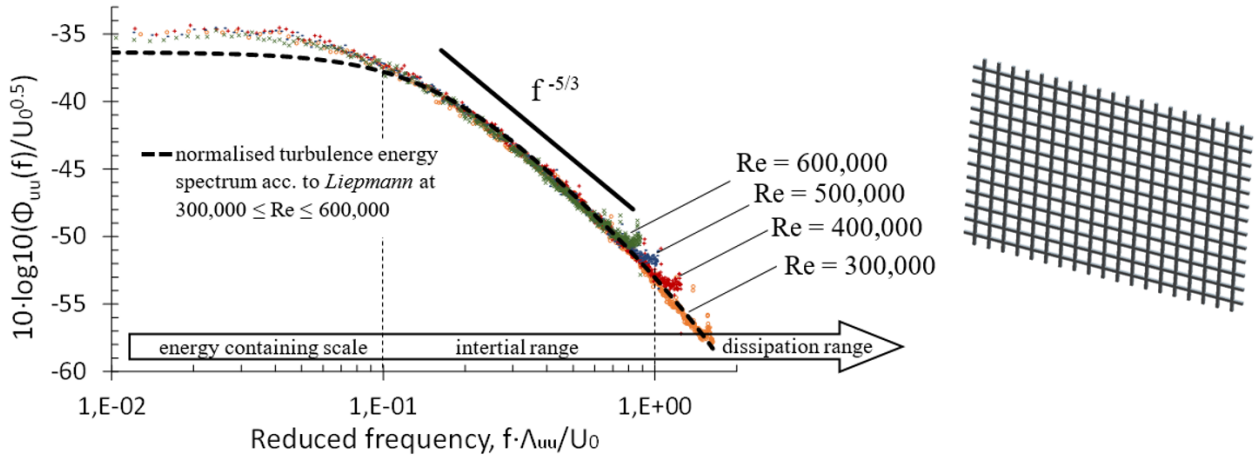 10·log10(Φuu(f)/U0^0.5)
-35
-40
-45
-50
-55
-60
f -5/3
normalised turbulence energy
spectrum acc. to Liepmann at
300,000 ≤ Re ≤ 600,000
Re = 600,000
Re = 500,000
Re = 400,000
Re = 300,000
energy containing scale
intertial range
dissipation range
1,E-02
1,E-01
1,E+00
Reduced frequency, f·Λuu/U0